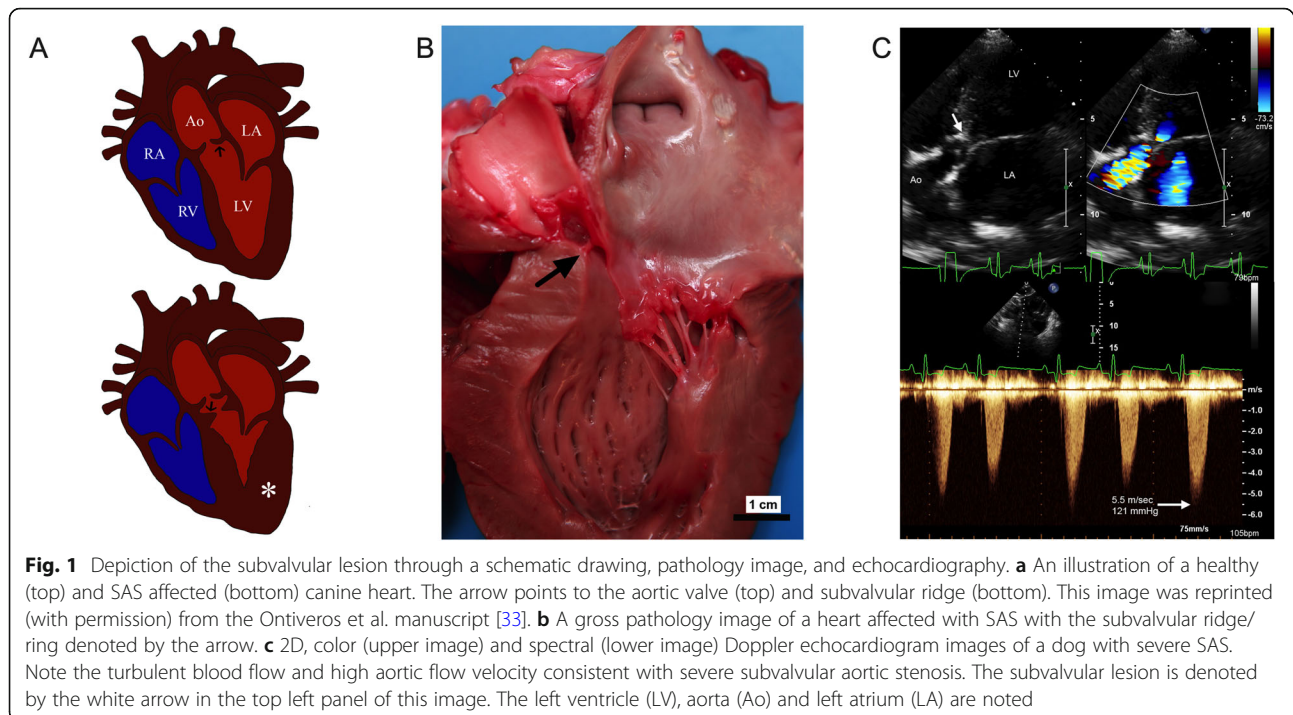 A
Ao
LA
RA
RV
LV
*
B
1 cm
C
LV
Ao
LA
5
10
x
5
10
x
-73.2
cm/s
79bpm
0
5
10
15
x
m/s
-1.0
-2.0
-3.0
-4.0
-5.0
-6.0
5.5 m/sec
121 mmHg
75mm/s
105bpm
Fig. 1 Depiction of the subvalvular lesion through a schematic drawing, pathology image, and echocardiography. a An illustration of a healthy
(top) and SAS affected (bottom) canine heart. The arrow points to the aortic valve (top) and subvalvular ridge (bottom). This image was reprinted
(with permission) from the Ontiveros et al. manuscript [33]. b A gross pathology image of a heart affected with SAS with the subvalvular ridge/
ring denoted by the arrow. c 2D, color (upper image) and spectral (lower image) Doppler echocardiogram images of a dog with severe SAS.
Note the turbulent blood flow and high aortic flow velocity consistent with severe subvalvular aortic stenosis. The subvalvular lesion is denoted
by the white arrow in the top left panel of this image. The left ventricle (LV), aorta (Ao) and left atrium (LA) are noted